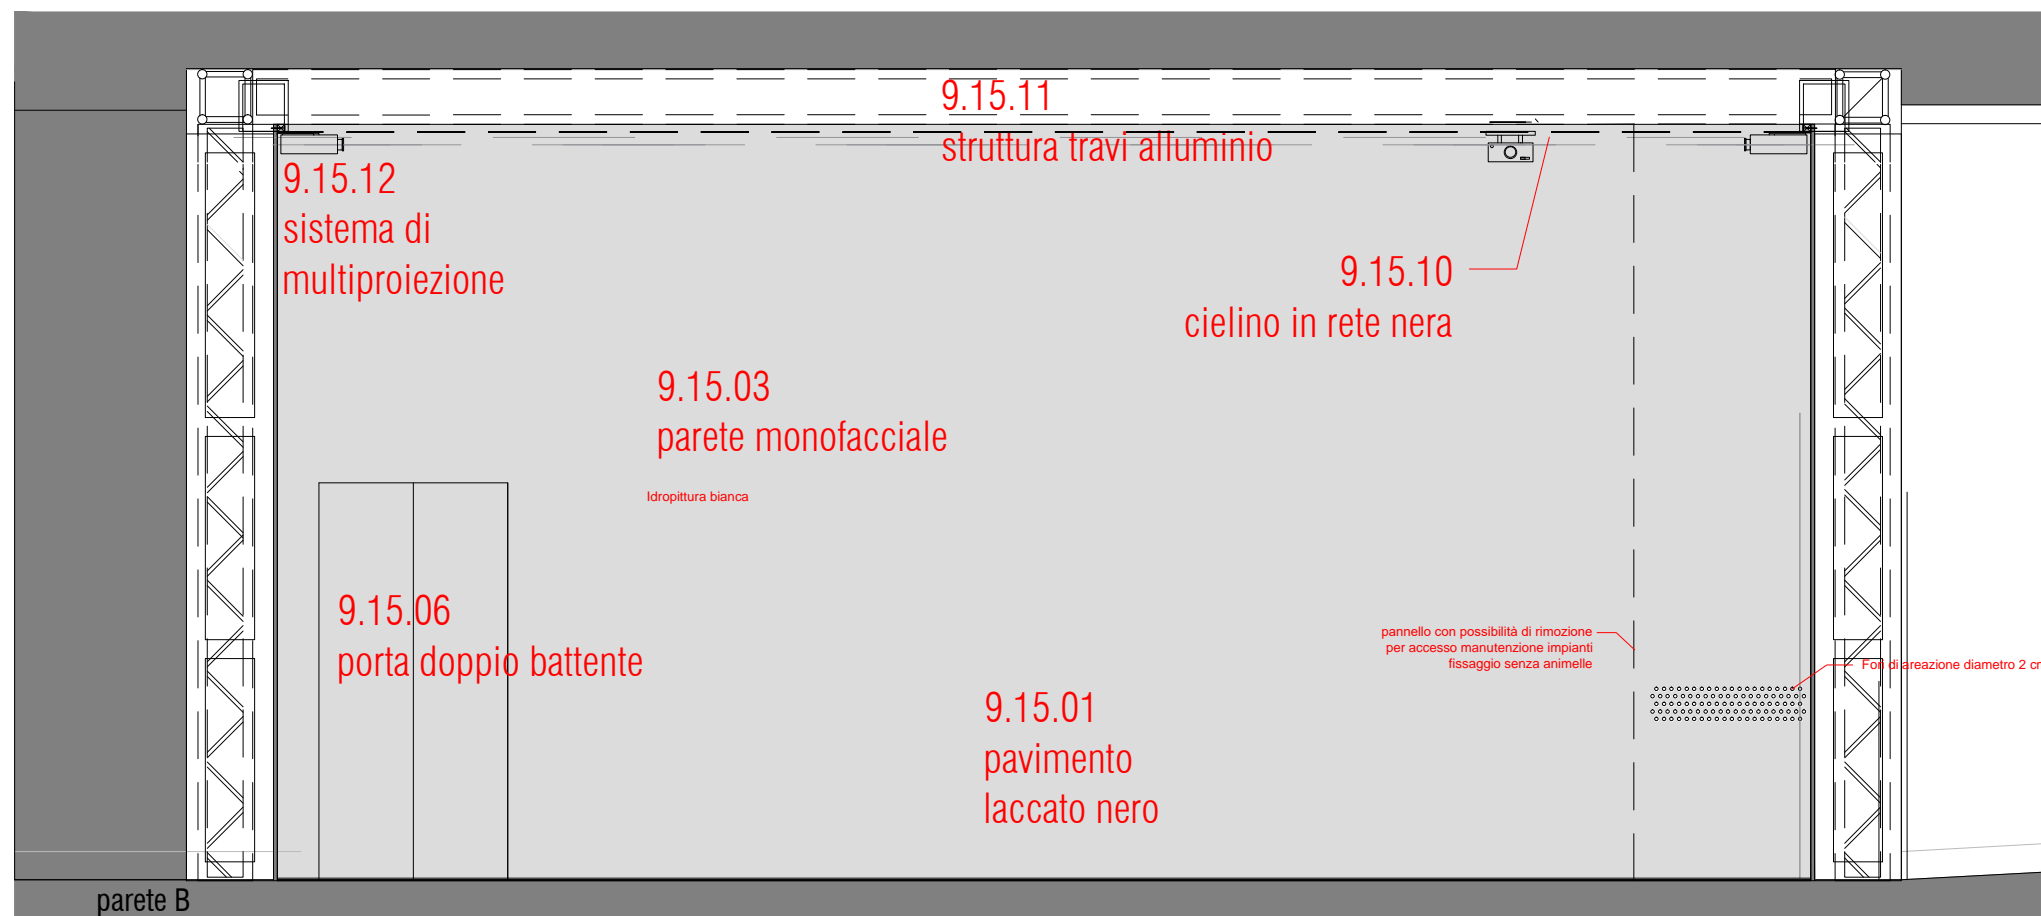 9.15.11
struttura travi alluminio
9.15.12
sistema di
multiproiezione
9.15.10
cielino in rete nera
9.15.03
parete monofacciale
Idropittura bianca
9.15.06
porta doppio battente
pannello con possibilità di rimozione
per accesso manutenzione impianti
fissaggio senza animelle
Fori di areazione diametro 2 cm
9.15.01
pavimento
laccato nero
parete B